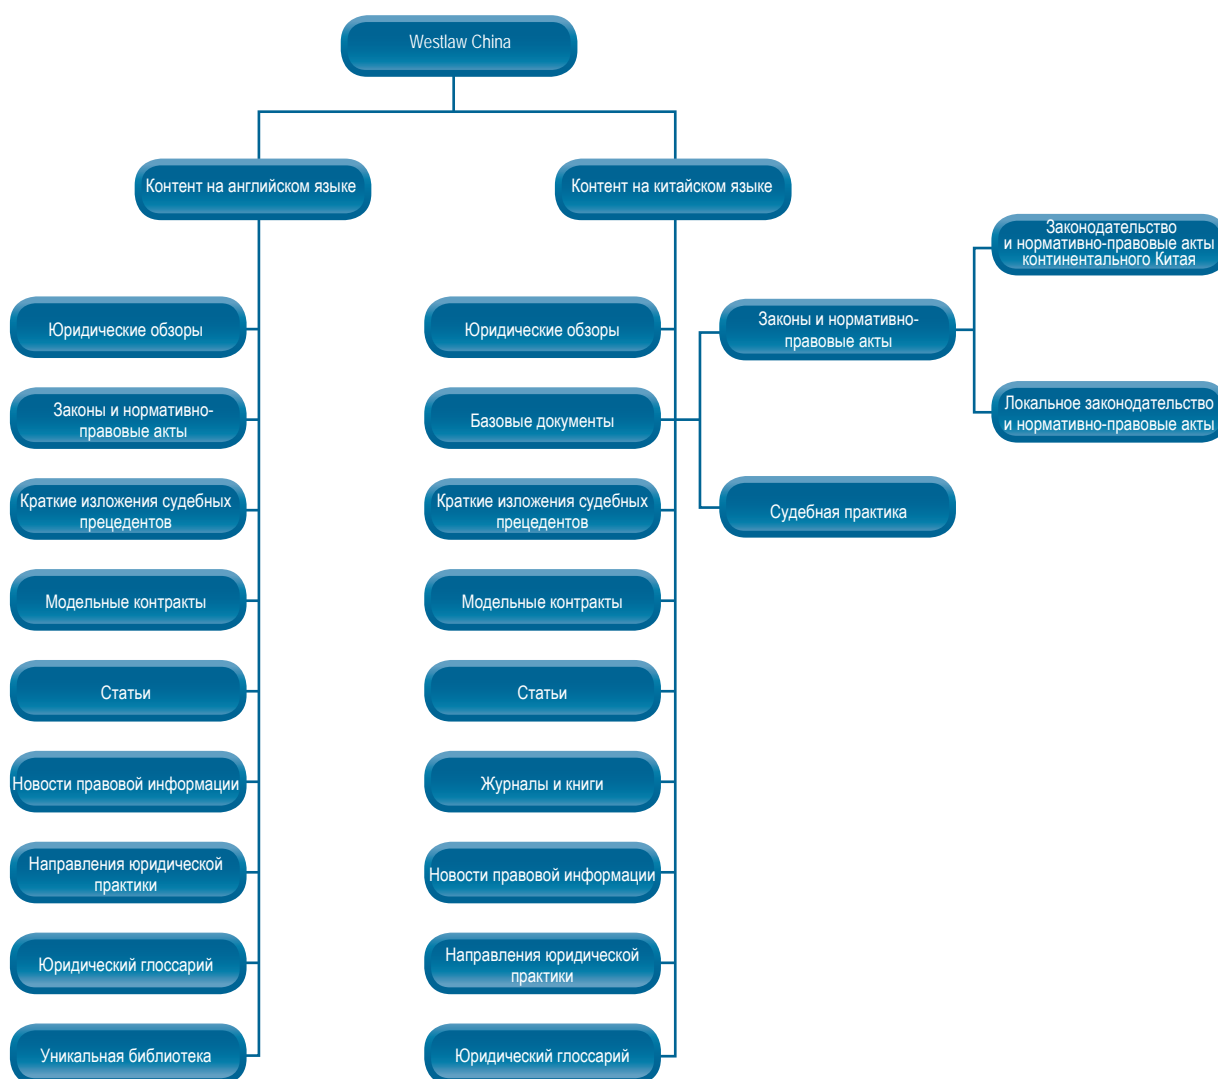 Westlaw China
Контент на английском языке
Контент на китайском языке
Юридические обзоры
Законы и нормативно-
правовые акты
Краткие изложения судебных
прецедентов
Модельные контракты
Статьи
Новости правовой информации
Направления юридической
практики
Юридический глоссарий
Уникальная библиотека
Юридические обзоры
Базовые документы
Краткие изложения судебных
прецедентов
Модельные контракты
Статьи
Журналы и книги
Новости правовой информации
Направления юридической
практики
Юридический глоссарий
Законы и нормативно-
правовые акты
Судебная практика
Законодательство
и нормативно-правовые акты
континентального Китая
Локальное законодательство
и нормативно-правовые акты